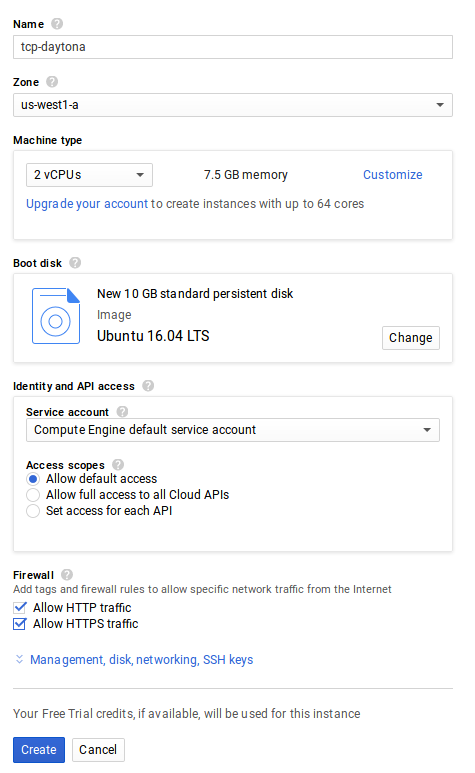 Name
tcp-daytona
Zone
us-west1-a
Machine type
2 vCPUs 7.5 GB memory Customize
Upgrade your account to create instances with up to 64 cores
Boot disk
New 10 GB standard persistent disk
Image
Ubuntu 16.04 LTS
Change
Identity and API access
Service account
Compute Engine default service account
Access scopes
Allow default access
Allow full access to all Cloud APIs
Set access for each API
Firewall
Add tags and firewall rules to allow specific network traffic from the Internet
Allow HTTP traffic
Allow HTTPS traffic
Management, disk, networking, SSH keys
Your Free Trial credits, if available, will be used for this instance
Create Cancel